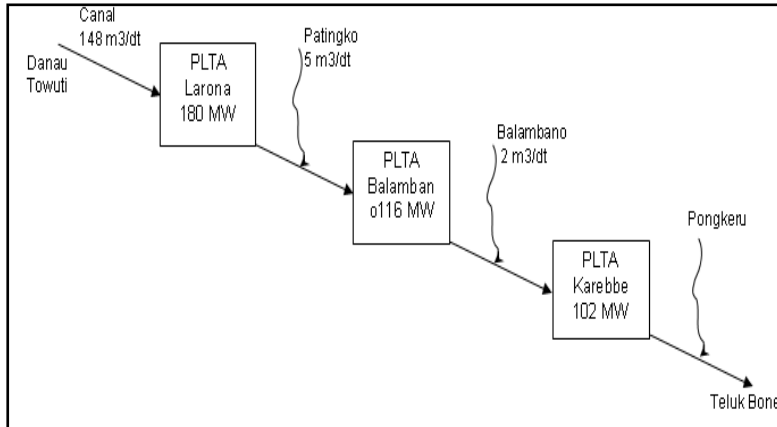 Canal
148 m3/dt
Danau
Towuti
PLTA
Larona
180 MW
Patingko
5 m3/dt
PLTA
Balamban
o116 MW
Balambano
2 m3/dt
PLTA
Karebbe
102 MW
Pongkeru
Teluk Bone